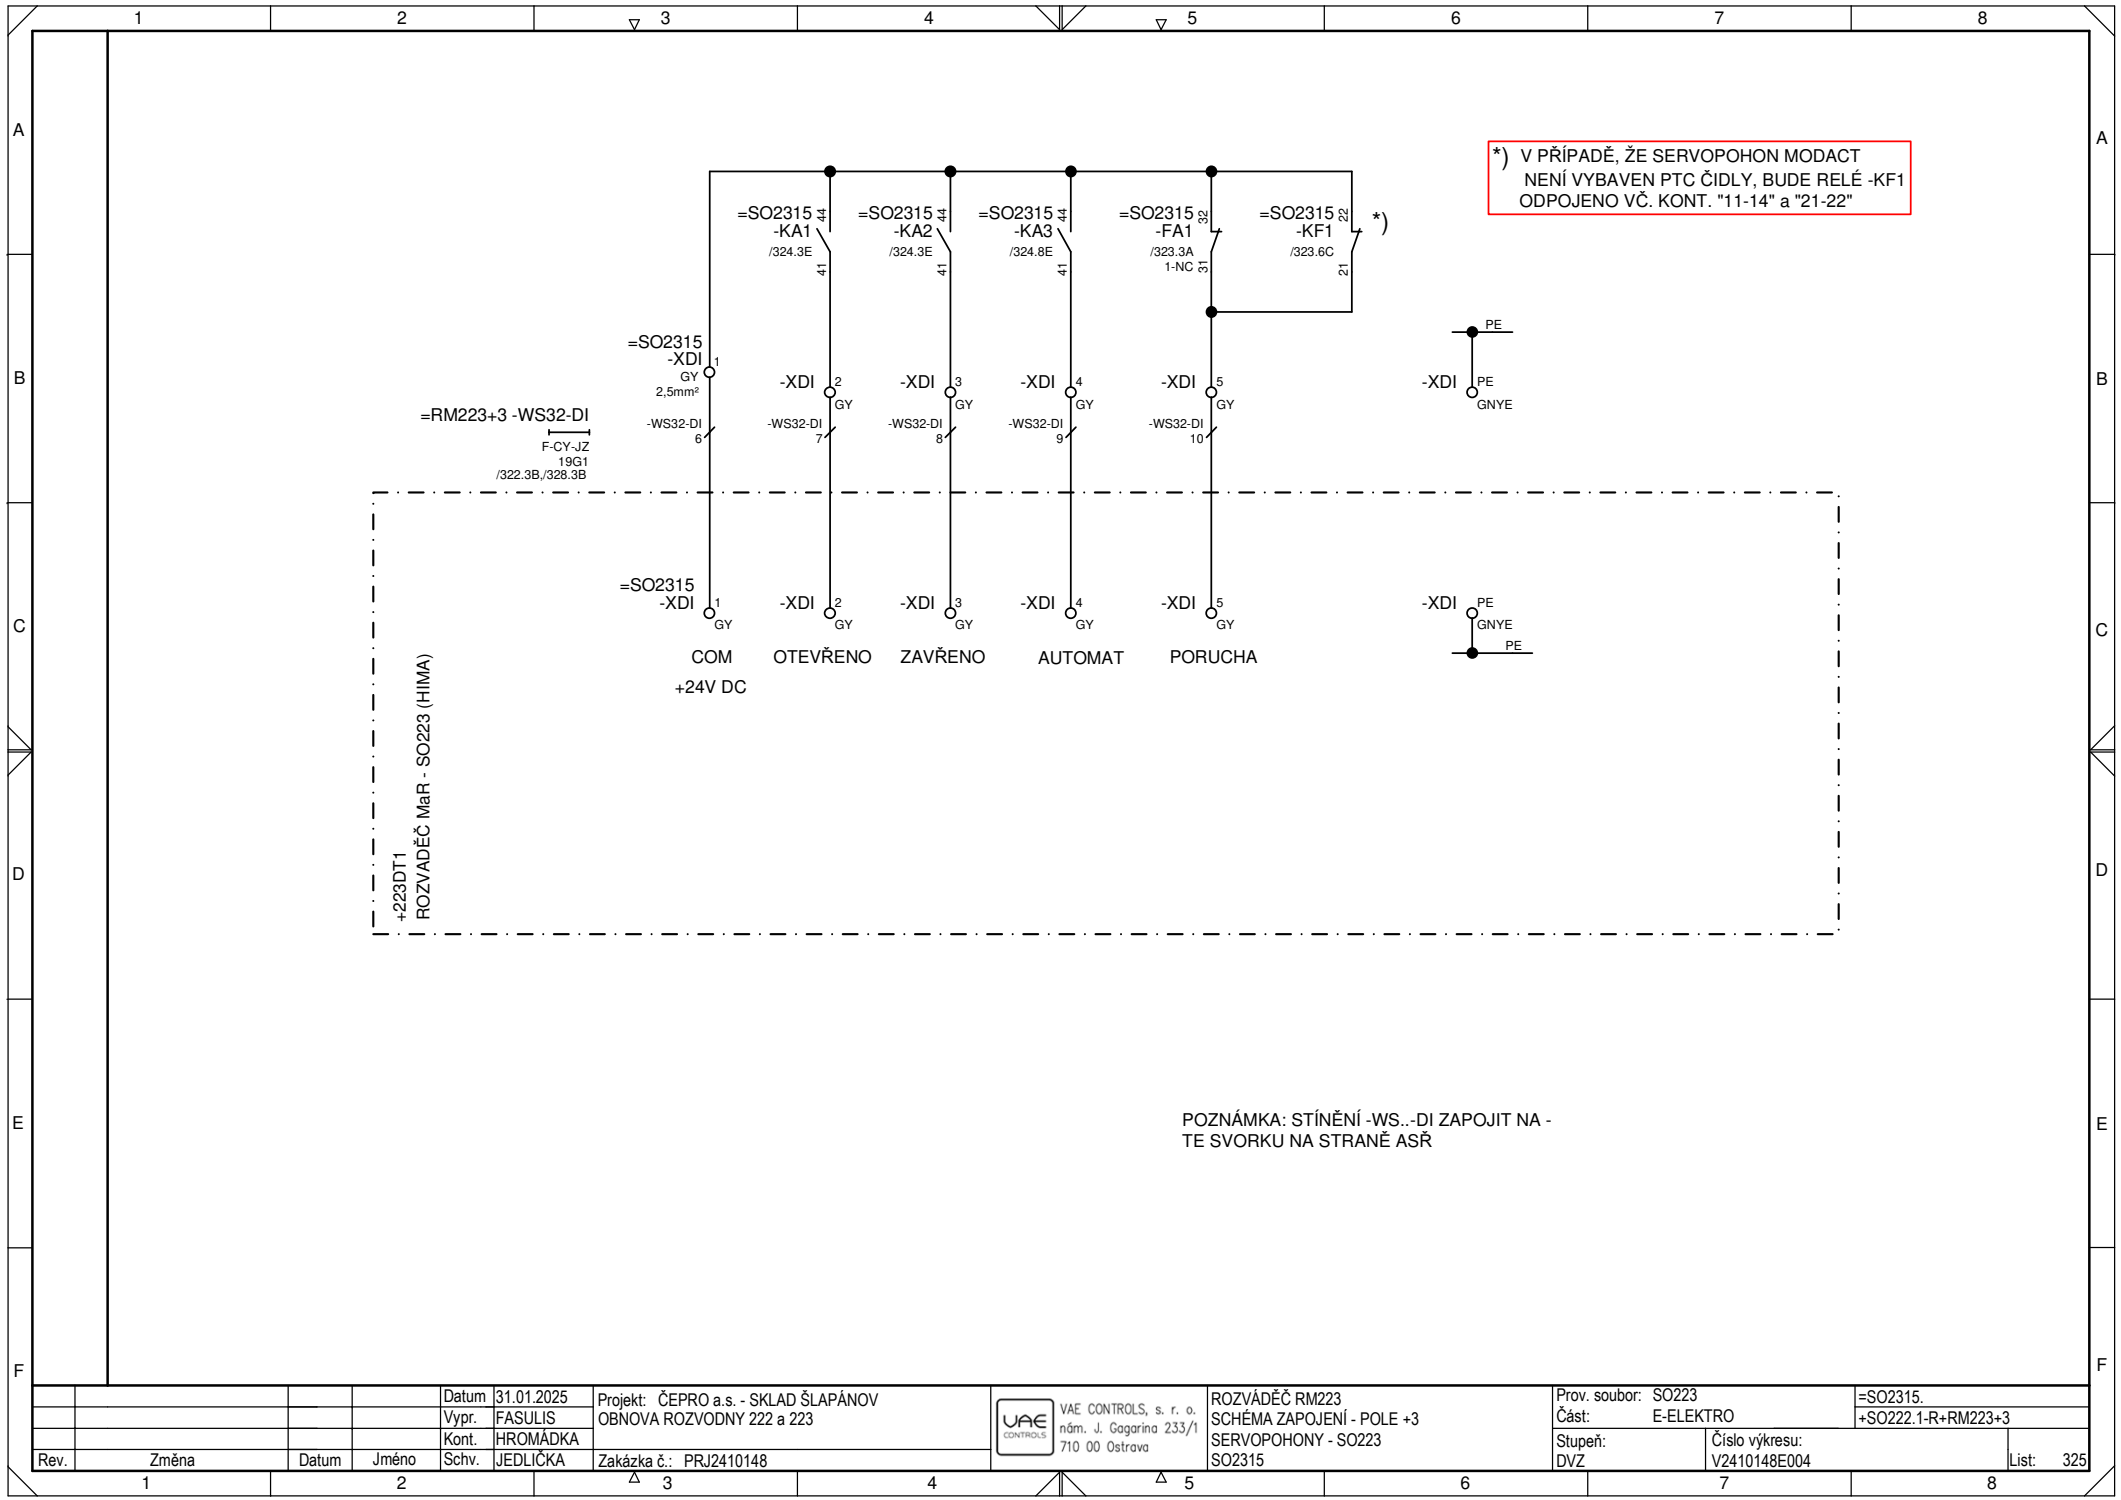 1 2 3 4 5 6 7 8
A A
*) V PŘÍPADĚ, ŽE SERVOPOHON MODACT
NENÍ VYBAVEN PTC ČIDLY, BUDE RELÉ -KF1
ODPOJENO VČ. KONT. "11-14" a "21-22"
=SO2315 44 =SO2315 44 =SO2315 44 =SO2315 32 =SO2315 22 *)
-KA1 -KA2 -KA3 -FA1 -KF1
/324.3E /324.3E /324.8E /323.3A /323.6C
41 41 41 1-NC 31 21
PE
=SO2315
-XDI 1
GY
2,5mm²
-XDI 2 -XDI 3 -XDI 4 -XDI 5 -XDI PE
GY GY GY GY GNYE
B B
=RM223+3 -WS32-DI
F-CY-JZ
19G1
/322.3B,/328.3B
-WS32-DI -WS32-DI -WS32-DI -WS32-DI -WS32-DI
6 7 8 9 10
=SO2315
-XDI 1 -XDI 2 -XDI 3 -XDI 4 -XDI 5 -XDI PE
GY GY GY GY GY GNYE
C C
PE
COM OTEVŘENO ZAVŘENO AUTOMAT PORUCHA
+24V DC
+223DT1
ROZVADĚČ MaR - SO223 (HIMA)
D D
POZNÁMKA: STÍNĚNÍ -WS..-DI ZAPOJIT NA -
TE SVORKU NA STRANĚ ASŘ
E E
F F
Datum 31.01.2025
Vypr. FASULIS
Kont. HROMÁDKA
Rev. Změna Datum Jméno Schv. JEDLIČKA
Projekt: ČEPRO a.s. - SKLAD ŠLAPÁNOV
OBNOVA ROZVODNY 222 a 223
Zakázka č.: PRJ2410148
VAE
CONTROLS
VAE CONTROLS, s. r. o.
nám. J. Gagarina 233/1
710 00 Ostrava
ROZVÁDĚČ RM223
SCHÉMA ZAPOJENÍ - POLE +3
SERVOPOHONY - SO223
SO2315
Prov. soubor: SO223
Část: E-ELEKTRO
Stupeň:
DVZ
=SO2315.
+SO222.1-R+RM223+3
Číslo výkresu:
V2410148E004
List: 325
1 2 3 4 5 6 7 8